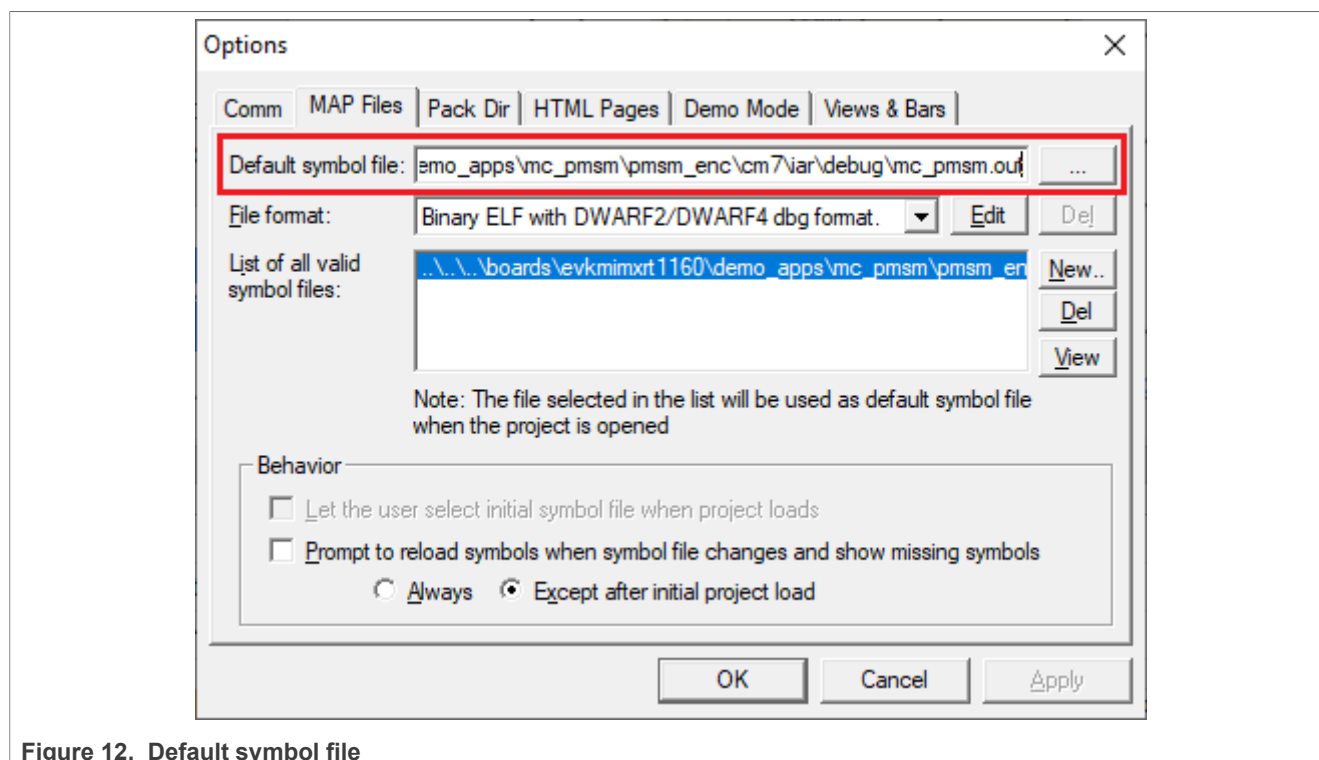 Options
Comm MAP Files Pack Dir HTML Pages Demo Mode Views & Bars
Default symbol file: emo_apps\mc_pmsm\pmsm_enc\cm7\iar\debug\mc_pmsm.out ...
File format: Binary ELF with DWARF2/DWARF4 dbg format. Edit Del
List of all valid
symbol files:
..\..\..\boards\evkmimxrt1160\demo_apps\mc_pmsm\pmsm_en
New..
Del
View
Note: The file selected in the list will be used as default symbol file
when the project is opened
Behavior
Let the user select initial symbol file when project loads
Prompt to reload symbols when symbol file changes and show missing symbols
Always Except after initial project load
OK Cancel Apply
Figure 12. Default symbol file